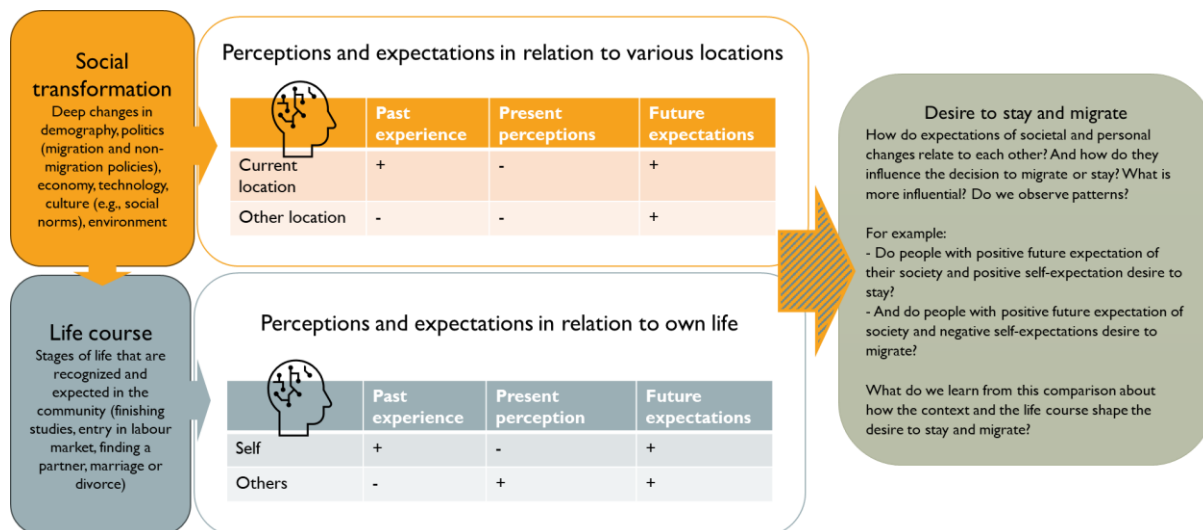 Social
transformation
Deep changes in
demography, politics
(migration and non-
migration policies),
economy, technology,
culture (e.g., social
norms), environment
Perceptions and expectations in relation to various locations
Past
experience
Present
perceptions
Future
expectations
Current
location
+
-
+
Other location
-
-
+
Life course
Stages of life that are
recognized and
expected in the
community (finishing
studies, entry in labour
market, finding a
partner, marriage or
divorce)
Perceptions and expectations in relation to own life
Past
experience
Present
perception
Future
expectations
Self
+
-
+
Others
-
+
+
Desire to stay and migrate
How do expectations of societal and personal
changes relate to each other? And how do they
influence the decision to migrate or stay? What is
more influential? Do we observe patterns?
For example:
- Do people with positive future expectation of
their society and positive self-expectation desire to
stay?
- And do people with positive future expectation of
society and negative self-expectations desire to
migrate?
What do we learn from this comparison about
how the context and the life course shape the
desire to stay and migrate?